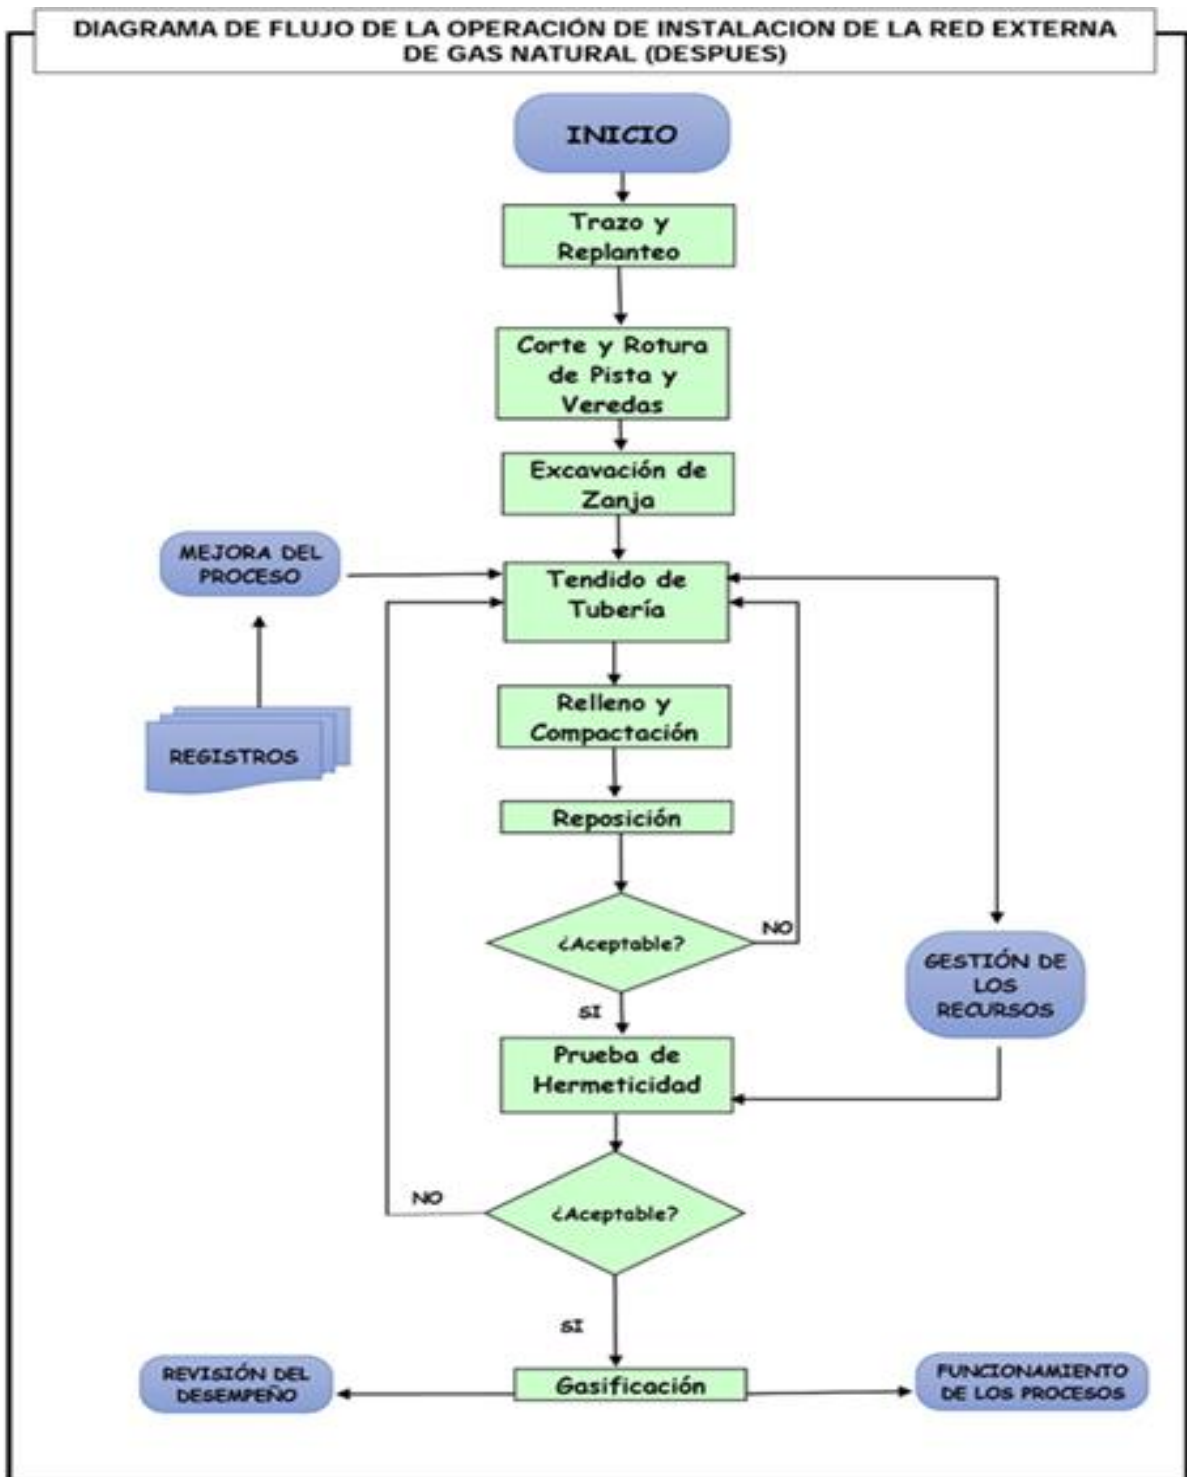 DIAGRAMA DE FLUJO DE LA OPERACIÓN DE INSTALACION DE LA RED EXTERNA
DE GAS NATURAL (DESPUES)
INICIO
Trazo y
Replanteo
Corte y Rotura
de Pista y
Veredas
Excavación de
Zanja
MEJORA DEL
PROCESO
Tendido de
Tubería
Relleno y
Compactación
REGISTROS
Reposición
¿Aceptable?
NO
GESTIÓN DE
LOS
RECURSOS
SI
Prueba de
Hermeticidad
NO
¿Aceptable?
SI
REVISIÓN DEL
DESEMPEÑO
Gasificación
FUNCIONAMIENTO
DE LOS PROCESOS